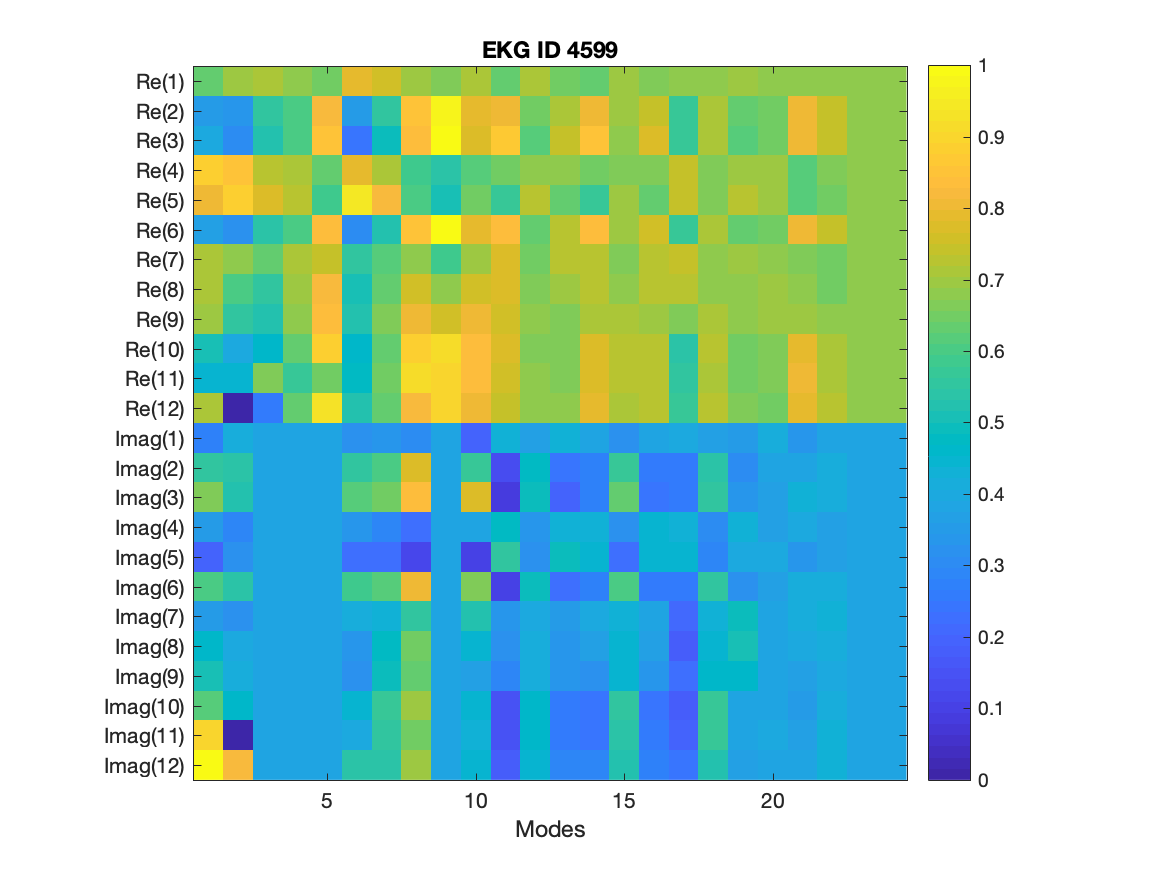 EKG ID 4599
Re(1)
Re(2)
Re(3)
Re(4)
Re(5)
Re(6)
Re(7)
Re(8)
Re(9)
Re(10)
Re(11)
Re(12)
Imag(1)
Imag(2)
Imag(3)
Imag(4)
Imag(5)
Imag(6)
Imag(7)
Imag(8)
Imag(9)
Imag(10)
Imag(11)
Imag(12)
5 10 15 20
Modes
1
0.9
0.8
0.7
0.6
0.5
0.4
0.3
0.2
0.1
0